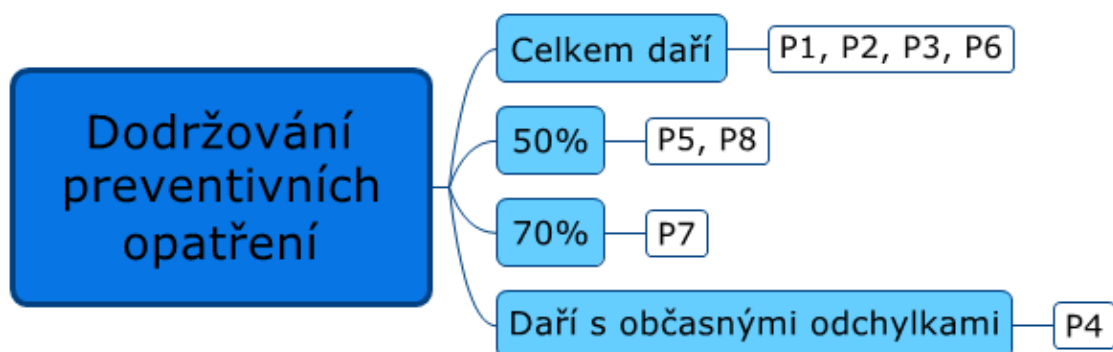 Dodržování
preventivních
opatření
Celkem daří
P1, P2, P3, P6
50%
P5, P8
70%
P7
Daří s občasnými odchylkami
P4